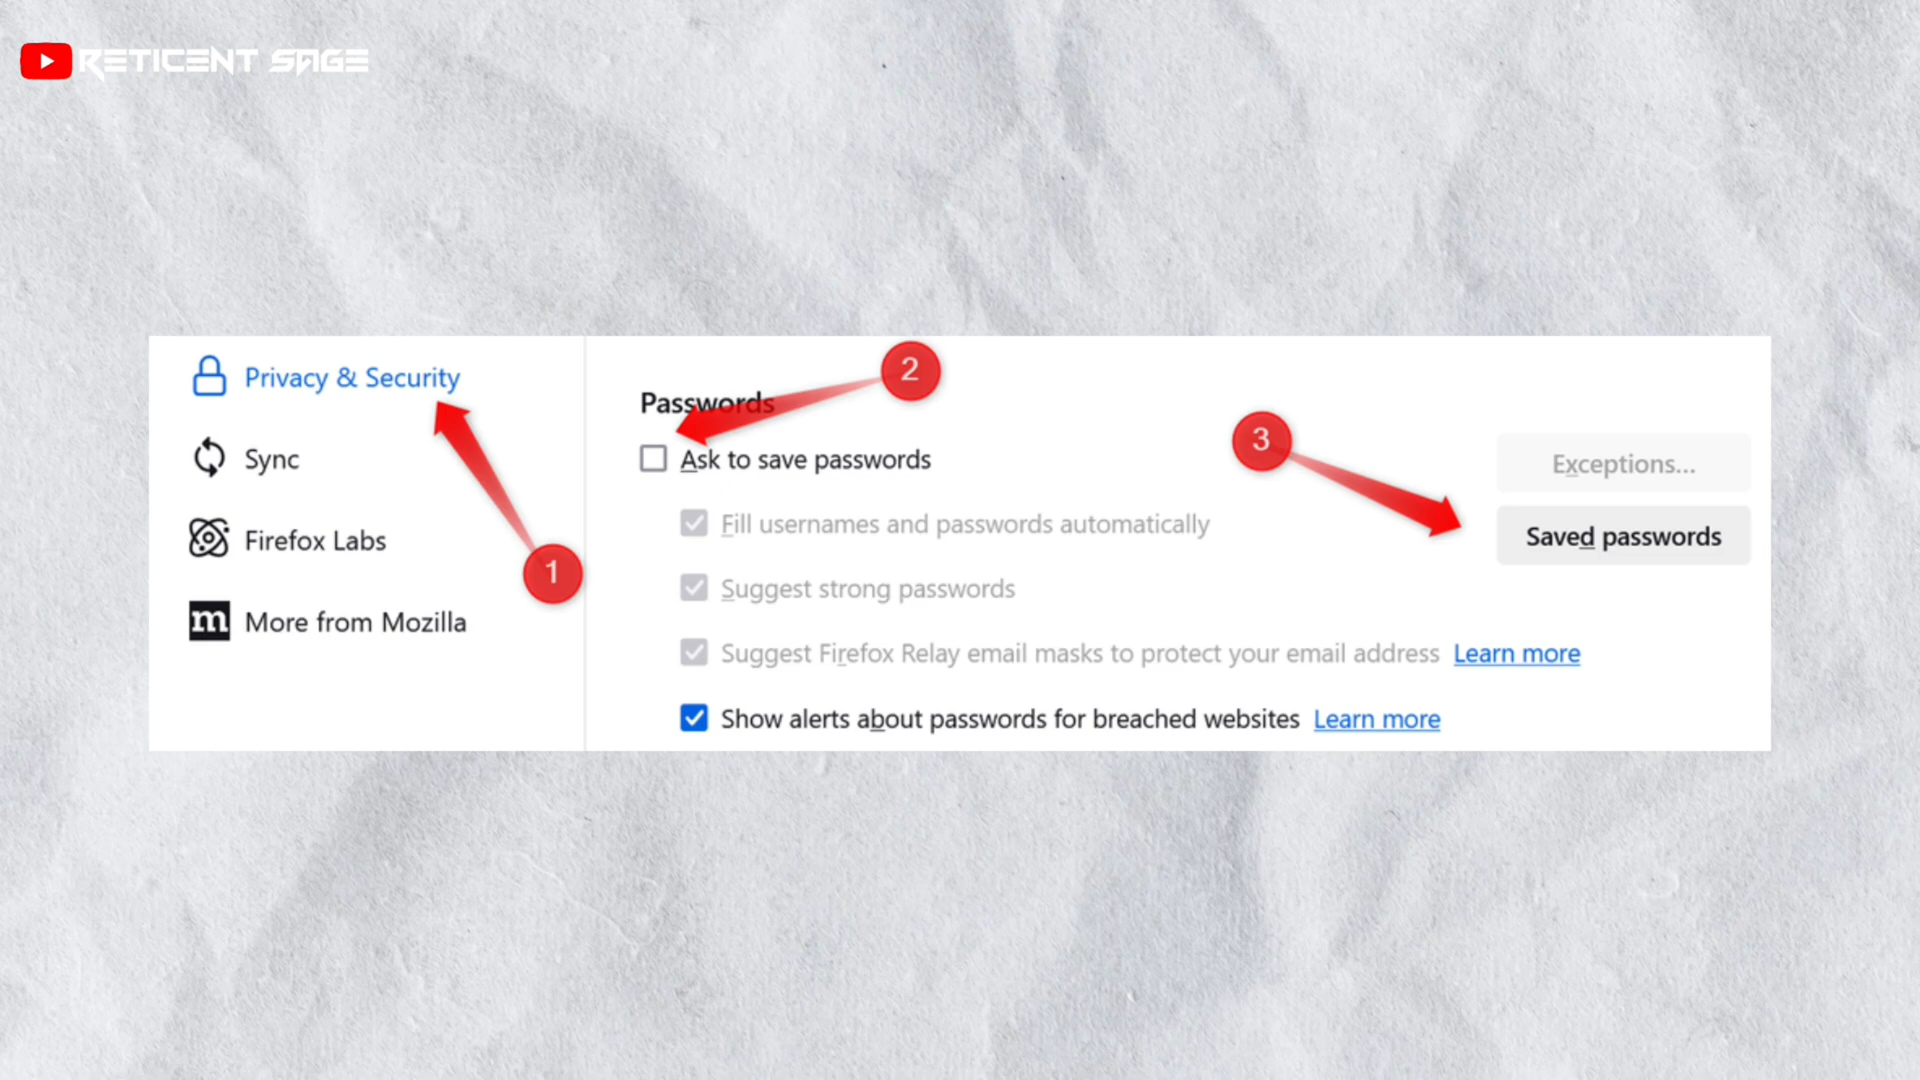 RETICENT SAGE
Privacy & Security
Sync
Firefox Labs
m More from Mozilla
1
2
Passwords
Ask to save passwords
3
Exceptions...
Fill usernames and passwords automatically
Saved passwords
Suggest strong passwords
Suggest Firefox Relay email masks to protect your email address Learn more
Show alerts about passwords for breached websites Learn more